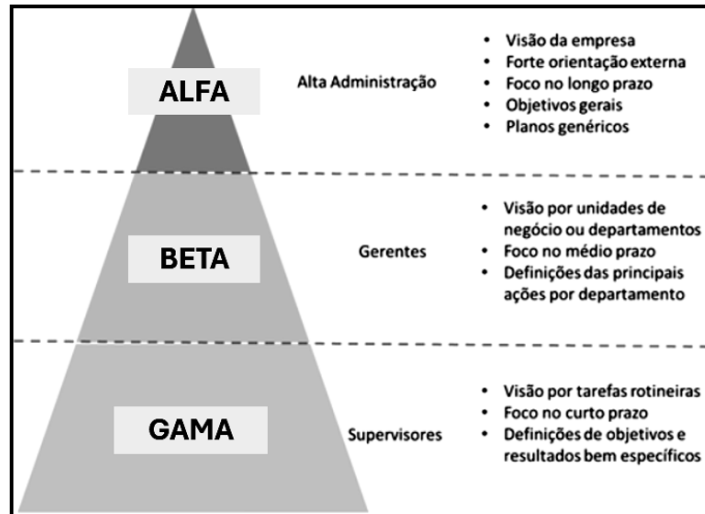 ALFA
Alta Administração
• Visão da empresa
• Forte orientação externa
• Foco no longo prazo
• Objetivos gerais
• Planos genéricos
BETA
Gerentes
• Visão por unidades de
negócio ou departamentos
• Foco no médio prazo
• Definições das principais
ações por departamento
GAMA
Supervisores
• Visão por tarefas rotineiras
• Foco no curto prazo
• Definições de objetivos e
resultados bem específicos